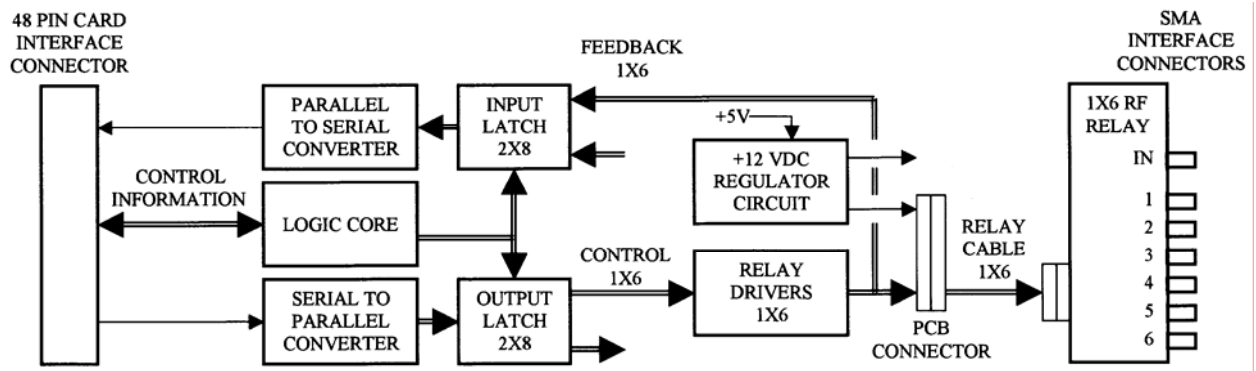 48 PIN CARD
INTERFACE
CONNECTOR
PARALLEL
TO SERIAL
CONVERTER
INPUT
LATCH
2X8
FEEDBACK
1X6
+5V
+12 VDC
REGULATOR
CIRCUIT
SMA
INTERFACE
CONNECTORS
1X6 RF
RELAY
IN
1
2
3
4
5
6
CONTROL
INFORMATION
LOGIC CORE
SERIAL TO
PARALLEL
CONVERTER
OUTPUT
LATCH
2X8
CONTROL
1X6
RELAY
DRIVERS
1X6
RELAY
CABLE
1X6
PCB
CONNECTOR